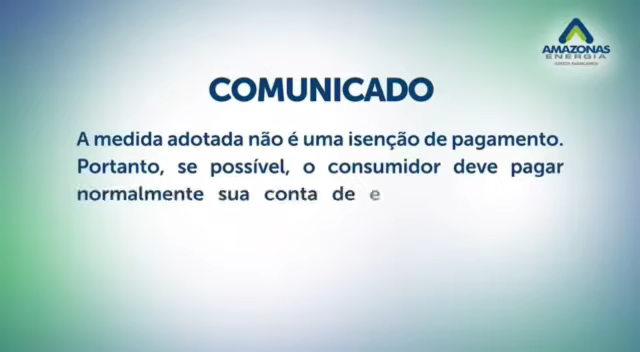 AMAZONAS
ENERGIA
COMUNICADO
A medida adotada não é uma isenção de pagamento.
Portanto, se possível, o consumidor deve pagar
normalmente sua conta de e